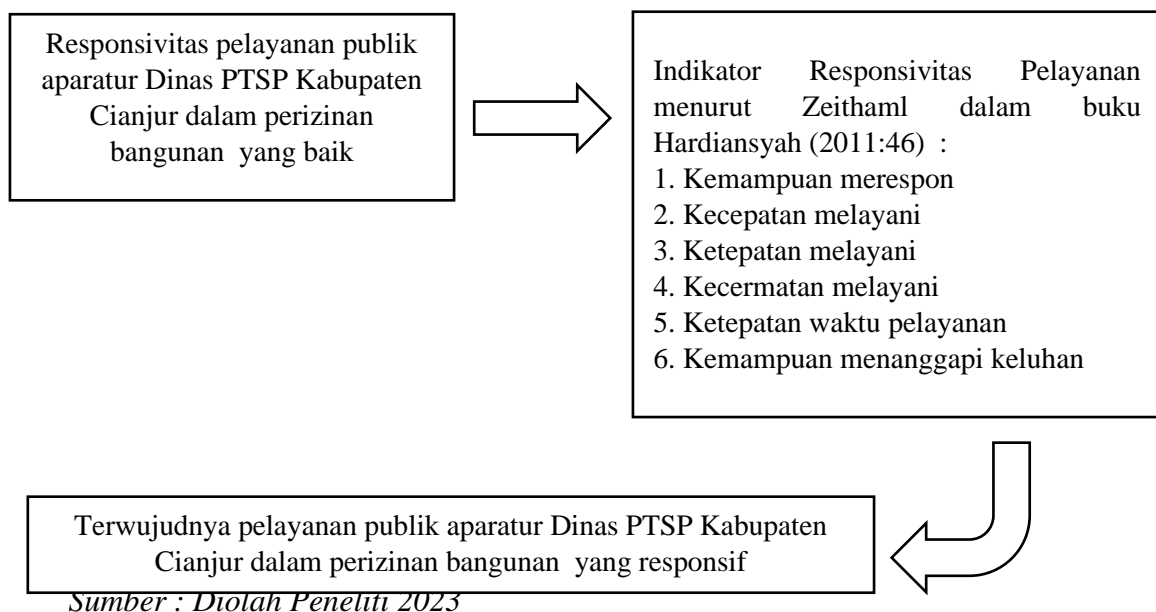 Responsivitas pelayanan publik
aparatur Dinas PTSP Kabupaten
Cianjur dalam perizinan
bangunan yang baik
Indikator Responsivitas Pelayanan
menurut Zeithaml dalam buku
Hardiansyah (2011:46) :
1. Kemampuan merespon
2. Kecepatan melayani
3. Ketepatan melayani
4. Kecermatan melayani
5. Ketepatan waktu pelayanan
6. Kemampuan menanggapi keluhan
Terwujudnya pelayanan publik aparatur Dinas PTSP Kabupaten
Cianjur dalam perizinan bangunan yang responsif
Sumber : Diolah Peneliti 2023